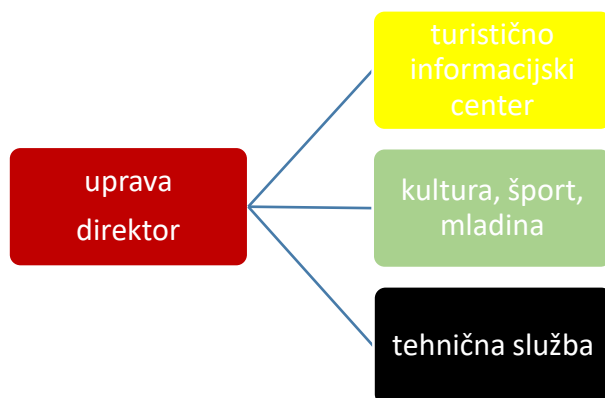 uprava
direktor
turistično
informacijski
center
kultura, šport,
mladina
tehnična služba